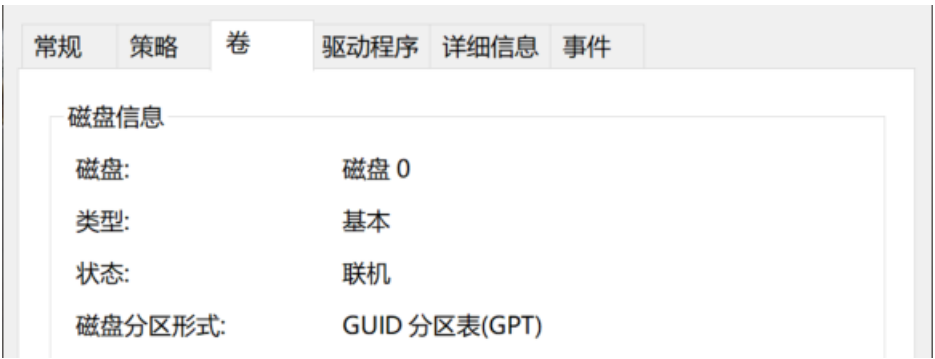 常规 策略 卷 驱动程序 详细信息 事件
磁盘信息
磁盘: 磁盘 0
类型: 基本
状态: 联机
磁盘分区形式: GUID 分区表(GPT)